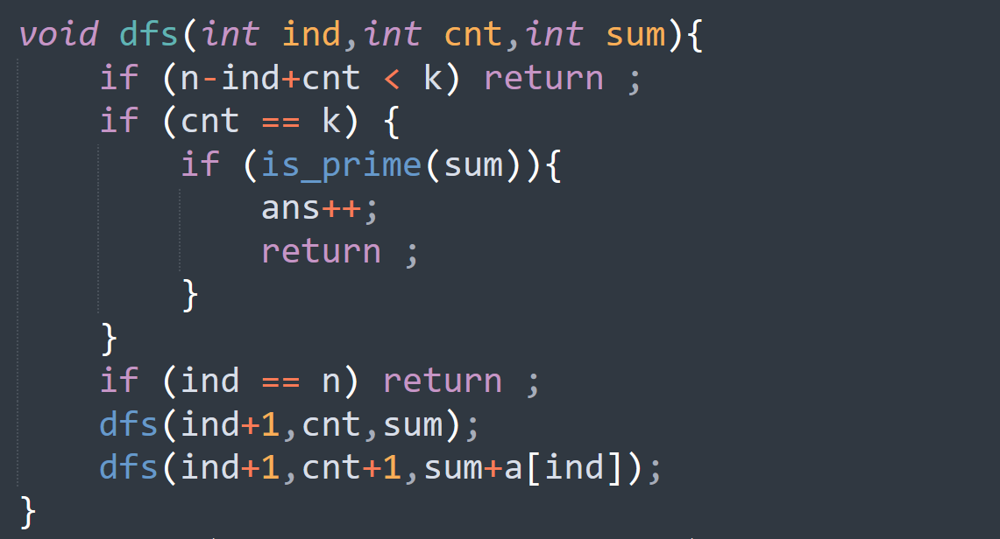 void dfs(int ind,int cnt,int sum){
    if (n-ind+cnt < k) return ;
    if (cnt == k) {
        if (is_prime(sum)){
            ans++;
            return ;
        }
    }
    if (ind == n) return ;
    dfs(ind+1,cnt,sum);
    dfs(ind+1,cnt+1,sum+a[ind]);
}